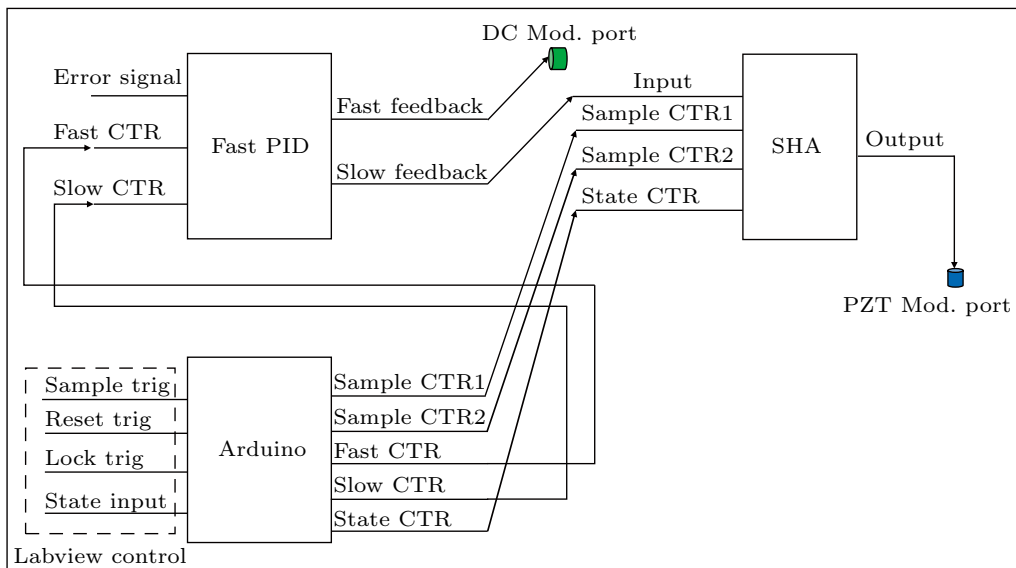 DC Mod. port
Error signal
Fast CTR
Slow CTR
Fast PID
Fast feedback
Slow feedback
Input
Sample CTR1
Sample CTR2
State CTR
SHA
Output
PZT Mod. port
Sample trig
Reset trig
Lock trig
State input
Labview control
Arduino
Sample CTR1
Sample CTR2
Fast CTR
Slow CTR
State CTR